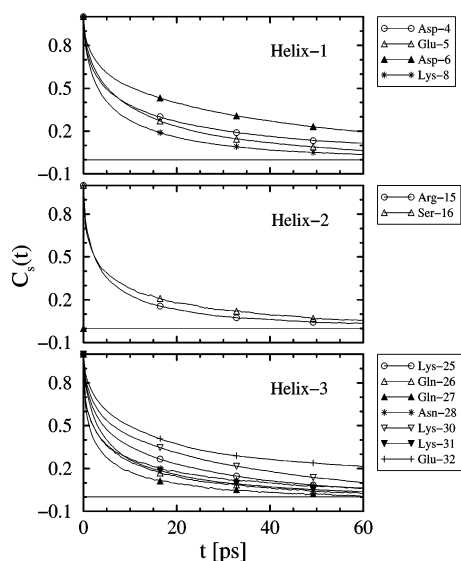 0.8
0.5
0.2
−0.1
Helix−1
Asp−4
Glu−5
Asp−6
Lys−8
0.8
0.5
0.2
−0.1
Helix−2
Arg−15
Ser−16
Cs(t)
0.8
0.5
0.2
−0.1
Helix−3
Lys−25
Gln−26
Gln−27
Asn−28
Lys−30
Lys−31
Glu−32
0 20 40 60
t [ps]